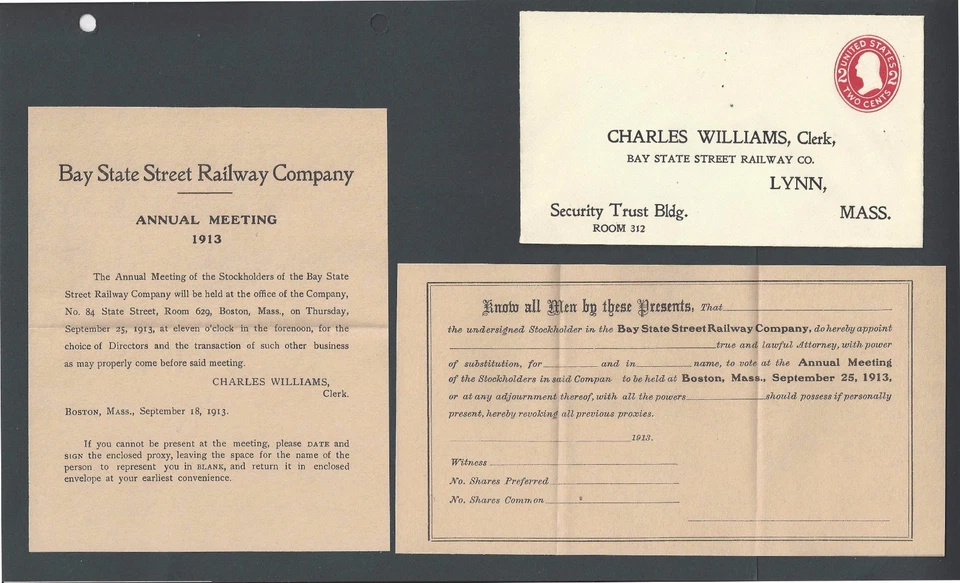 Bay State Street Railway Company
ANNUAL MEETING
1913
The Annual Meeting of the Stockholders of the Bay State
Street Railway Company will be held at the office of the Company,
No. 84 State Street, Room 629, Boston, Mass., on Thursday,
September 25, 1913, at eleven o'clock in the forenoon, for the
choice of Directors and the transaction of such other business
as may properly come before said meeting.
CHARLES WILLIAMS,
Clerk.
BOSTON, MASS., September 18, 1913.
If you cannot be present at the meeting, please DATE and
SIGN the enclosed proxy, leaving the space for the name of the
person to represent you in BLANK, and return it in enclosed
envelope at your earliest convenience.
UNITED STATES
2 2
TWO CENTS
CHARLES WILLIAMS, Clerk,
BAY STATE STREET RAILWAY CO.
LYNN,
Security Trust Bldg. MASS.
ROOM 312
Know all Men by these Presents, That
the undersigned Stockholder in the Bay State Street Railway Company, do hereby appoint
true and lawful Attorney, with power
of substitution, for and in name, to vote at the Annual Meeting
of the Stockholders in said Compan to be held at Boston, Mass., September 25, 1913,
or at any adjournment thereof, with all the powers should possess if personally
present, hereby revoking all previous proxies.
1913.
Witness
No. Shares Preferred
No. Shares Common